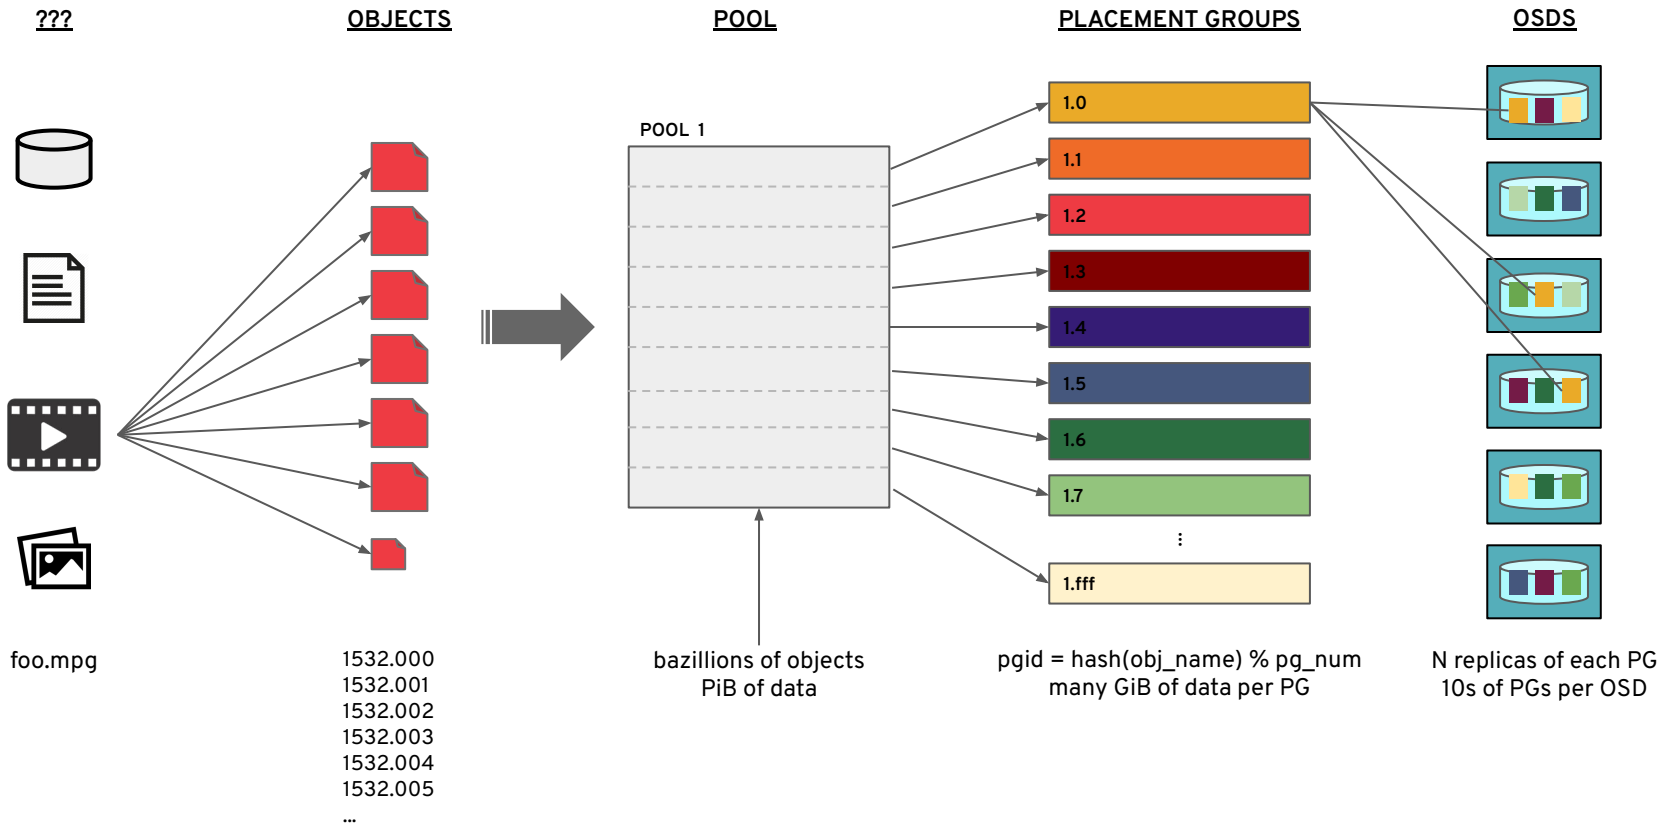 ???
OBJECTS
POOL
PLACEMENT GROUPS
OSDS
POOL 1
1.0
1.1
1.2
1.3
1.4
1.5
1.6
1.7
⋮
1.fff
foo.mpg
1532.000
1532.001
1532.002
1532.003
1532.004
1532.005
...
bazillions of objects
PiB of data
pgid = hash(obj_name) % pg_num
many GiB of data per PG
N replicas of each PG
10s of PGs per OSD